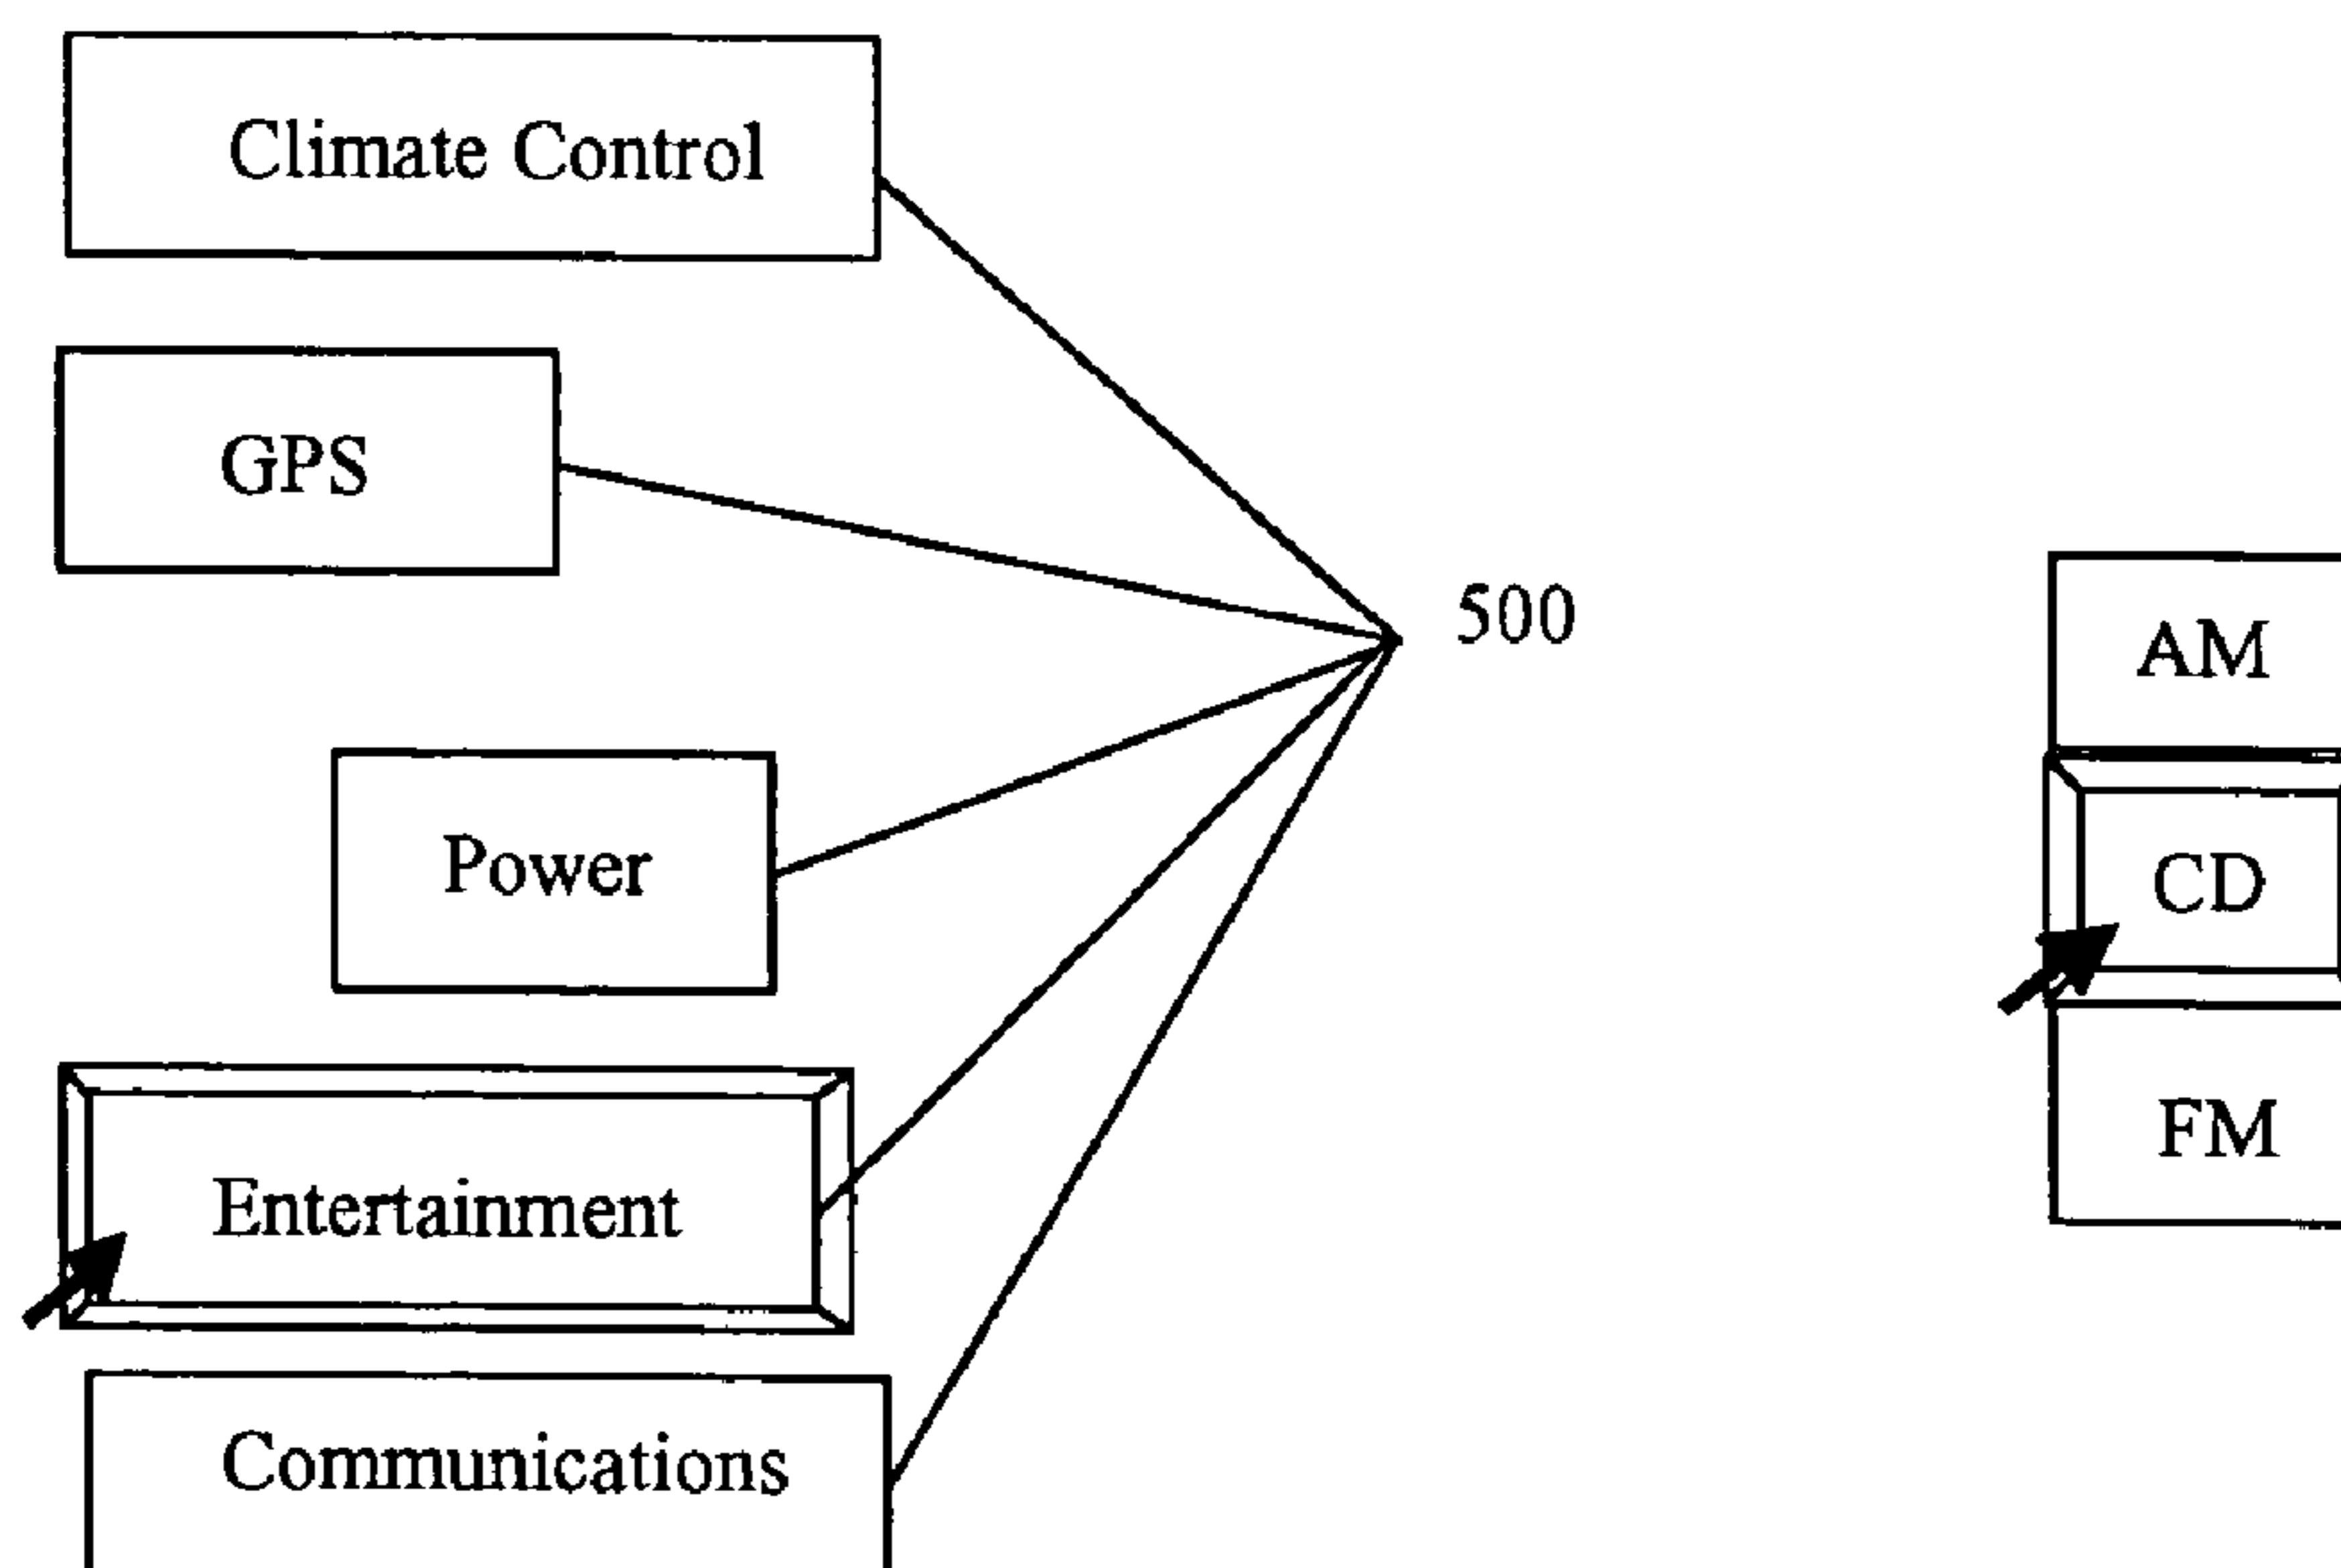 Climate Control
GPS
Power
Entertainment
Communications
500
AM
CD
FM